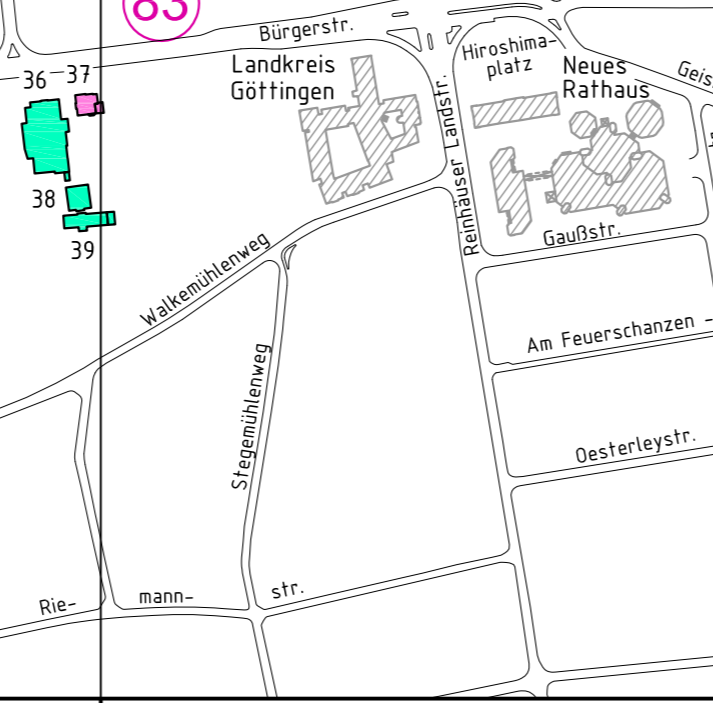 83
Bürgerstr.
Landkreis
Göttingen
Hiroshima-
platz
Neues
Rathaus
36
37
38
39
Reinhäuser Landstr.
Gaußstr.
Walkemühlenweg
Am Feuerschanzen -
Stegemühlenweg
Oesterleystr.
Rie-
mann-
str.